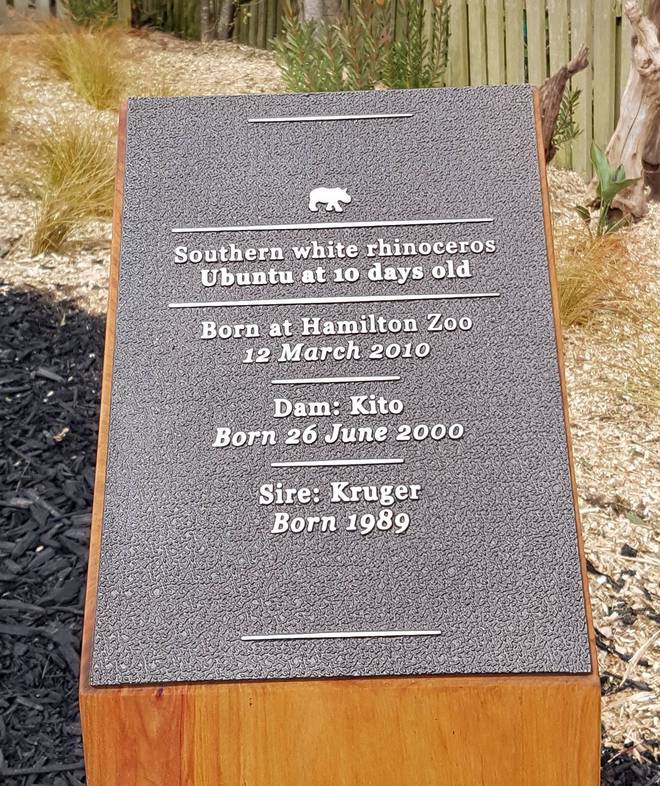 Southern white rhinoceros
Ubuntu at 10 days old
Born at Hamilton Zoo
12 March 2010
Dam: Kito
Born 26 June 2000
Sire: Kruger
Born 1989